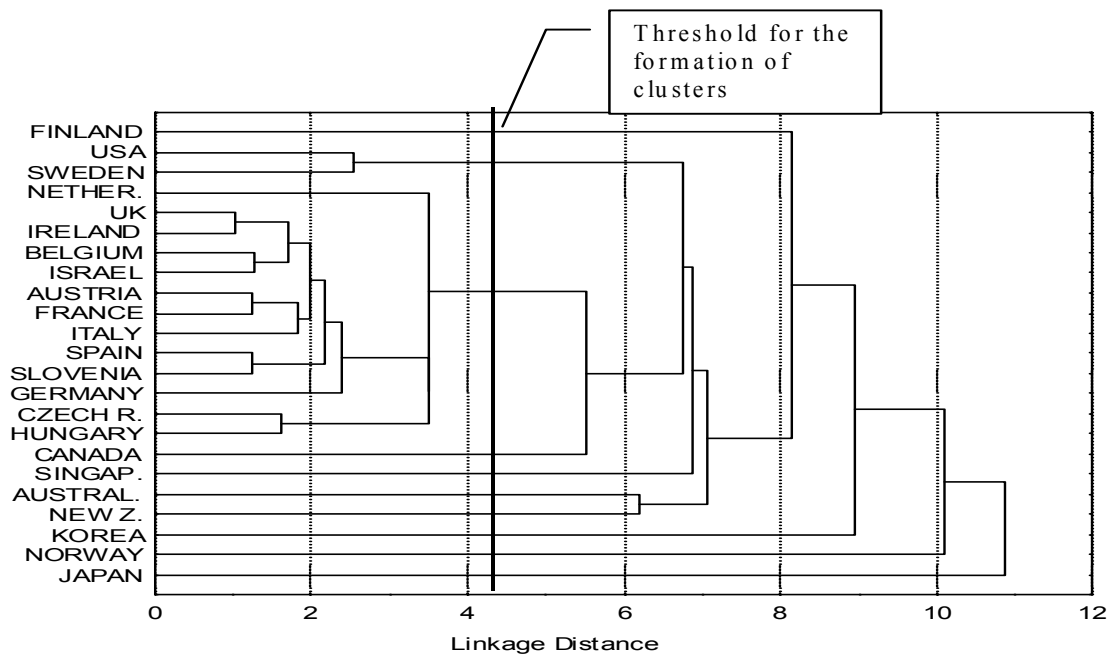 Threshold for the
formation of
clusters
FINLAND
USA
SWEDEN
NETHER.
UK
IRELAND
BELGIUM
ISRAEL
AUSTRIA
FRANCE
ITALY
SPAIN
SLOVENIA
GERMANY
CZECH R.
HUNGARY
CANADA
SINGAP.
AUSTRAL.
NEW Z.
KOREA
NORWAY
JAPAN
0 2 4 6 8 10 12
Linkage Distance